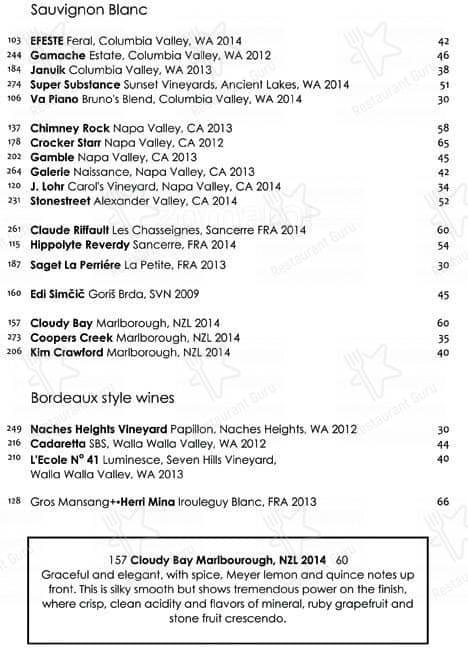 Sauvignon Blanc
103 EFESTE Feral, Columbia Valley, WA 2014 42
244 Gamache Estate, Columbia Valley, WA 2012 46
184 Januik Columbia Valley, WA 2013 38
274 Super Substance Sunset Vineyards, Ancient Lakes, WA 2014 51
106 Va Piano Bruno's Blend, Columbia Valley, WA 2014 30
137 Chimney Rock Napa Valley, CA 2013 58
178 Crocker Starr Napa Valley, CA 2012 65
202 Gamble Napa Valley, CA 2013 45
264 Galerie Naissance, Napa Valley, CA 2013 42
120 J. Lohr Carol's Vineyard, Napa Valley, CA 2014 34
231 Stonestreet Alexander Valley, CA 2014 52
261 Claude Riffault Les Chasseignes, Sancerre FRA 2014 60
115 Hippolyte Reverdy Sancerre, FRA 2014 54
187 Saget La Perriére La Petite, FRA 2013 30
160 Edi Simčič Goriš Brda, SVN 2009 45
157 Cloudy Bay Marlborough, NZL 2014 60
273 Coopers Creek Marlborough, NZL 2014 35
206 Kim Crawford Marlborough, NZL 2014 40
Bordeaux style wines
249 Naches Heights Vineyard Papillon, Naches Heights, WA 2012 30
216 Cadaretta SBS, Walla Walla Valley, WA 2012 44
210 L'Ecole Nº 41 Luminesce, Seven Hills Vineyard, 40
Walla Walla Valley, WA 2013
128 Gros Mansang+•Herri Mina Irouleguy Blanc, FRA 2013 66
157 Cloudy Bay Marlbourough, NZL 2014 60
Graceful and elegant, with spice, Meyer lemon and quince notes up
front. This is silky smooth but shows tremendous power on the finish,
where crisp, clean acidity and flavors of mineral, ruby grapefruit and
stone fruit crescendo.
Restaurant Guru